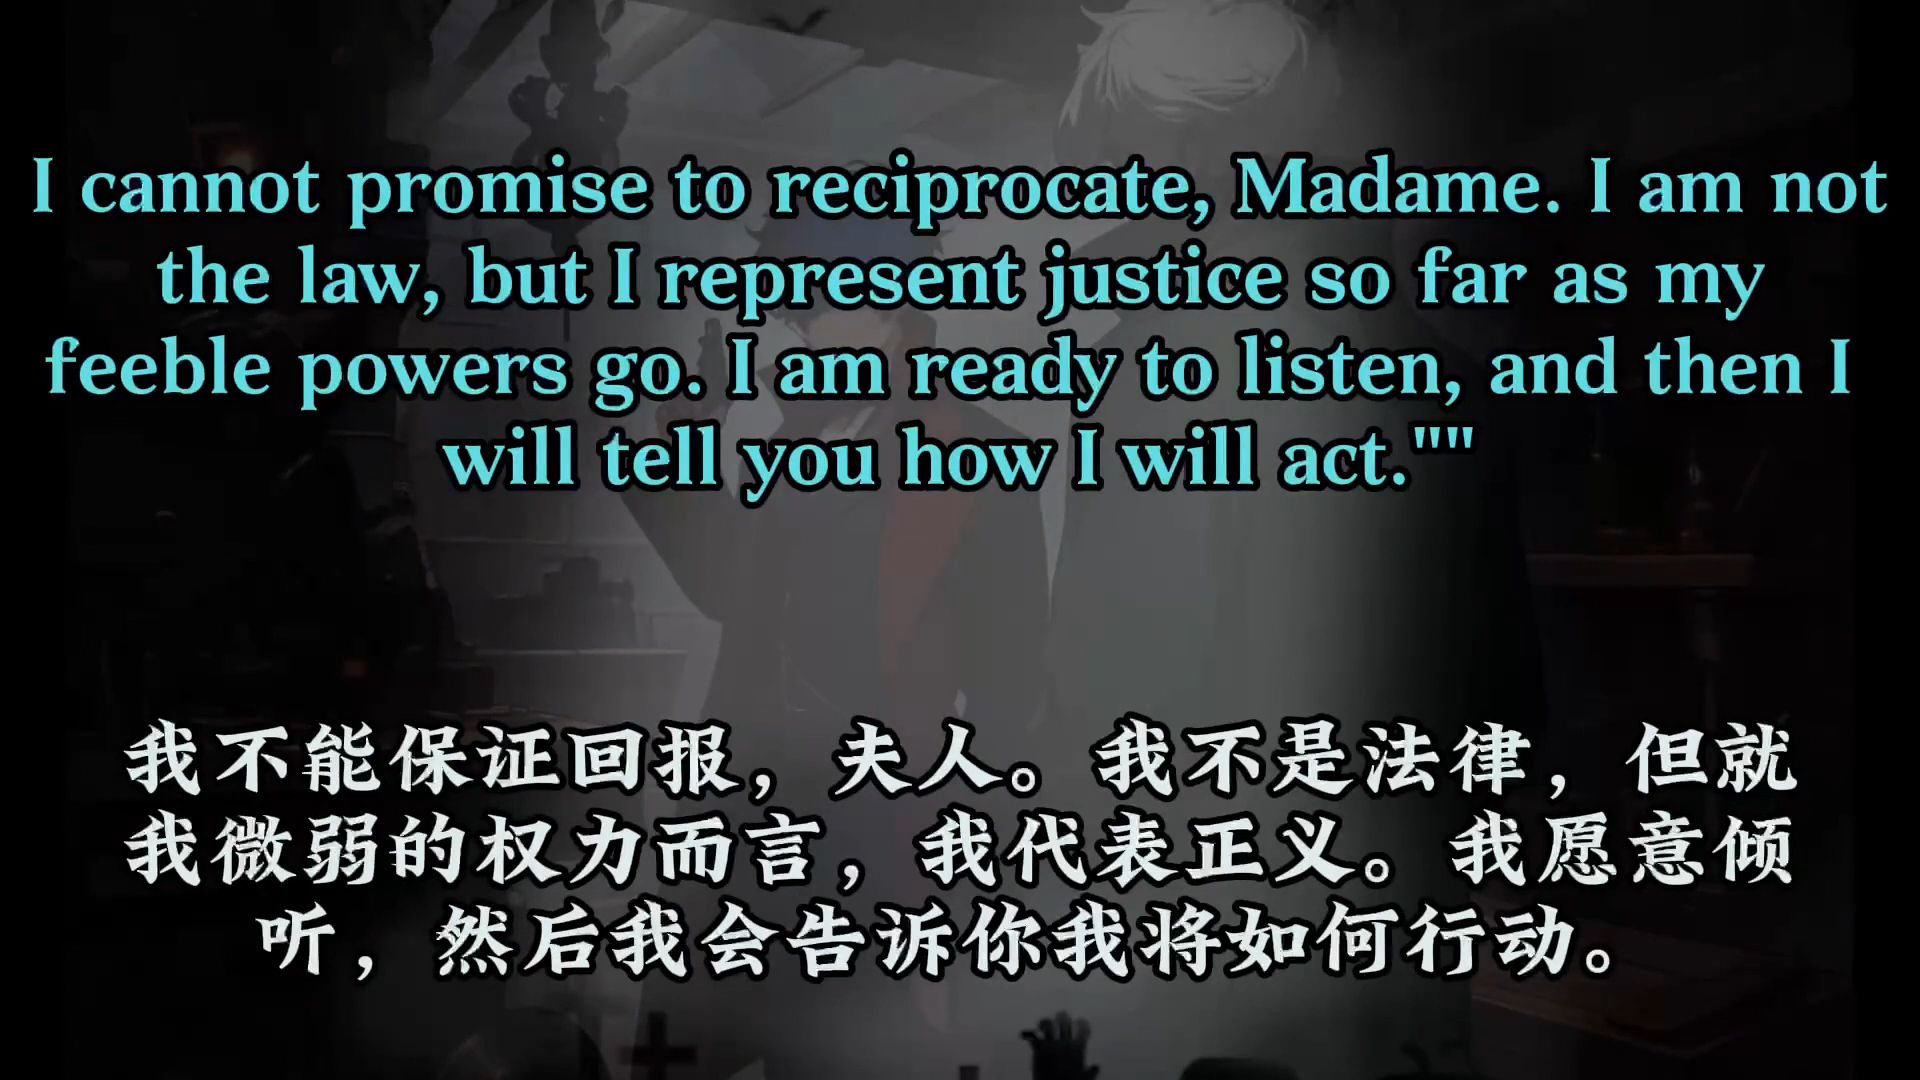 I cannot promise to reciprocate, Madame. I am not
the law, but I represent justice so far as my
feeble powers go. I am ready to listen, and then I
will tell you how I will act.""
我不能保证回报，夫人。我不是法律，但就
我微弱的权力而言，我代表正义。我愿意倾
听，然后我会告诉你我将如何行动。